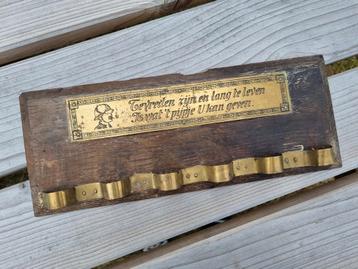 Tevreden zijn en lang te leven
Is wat 't pijpje U kan geven.